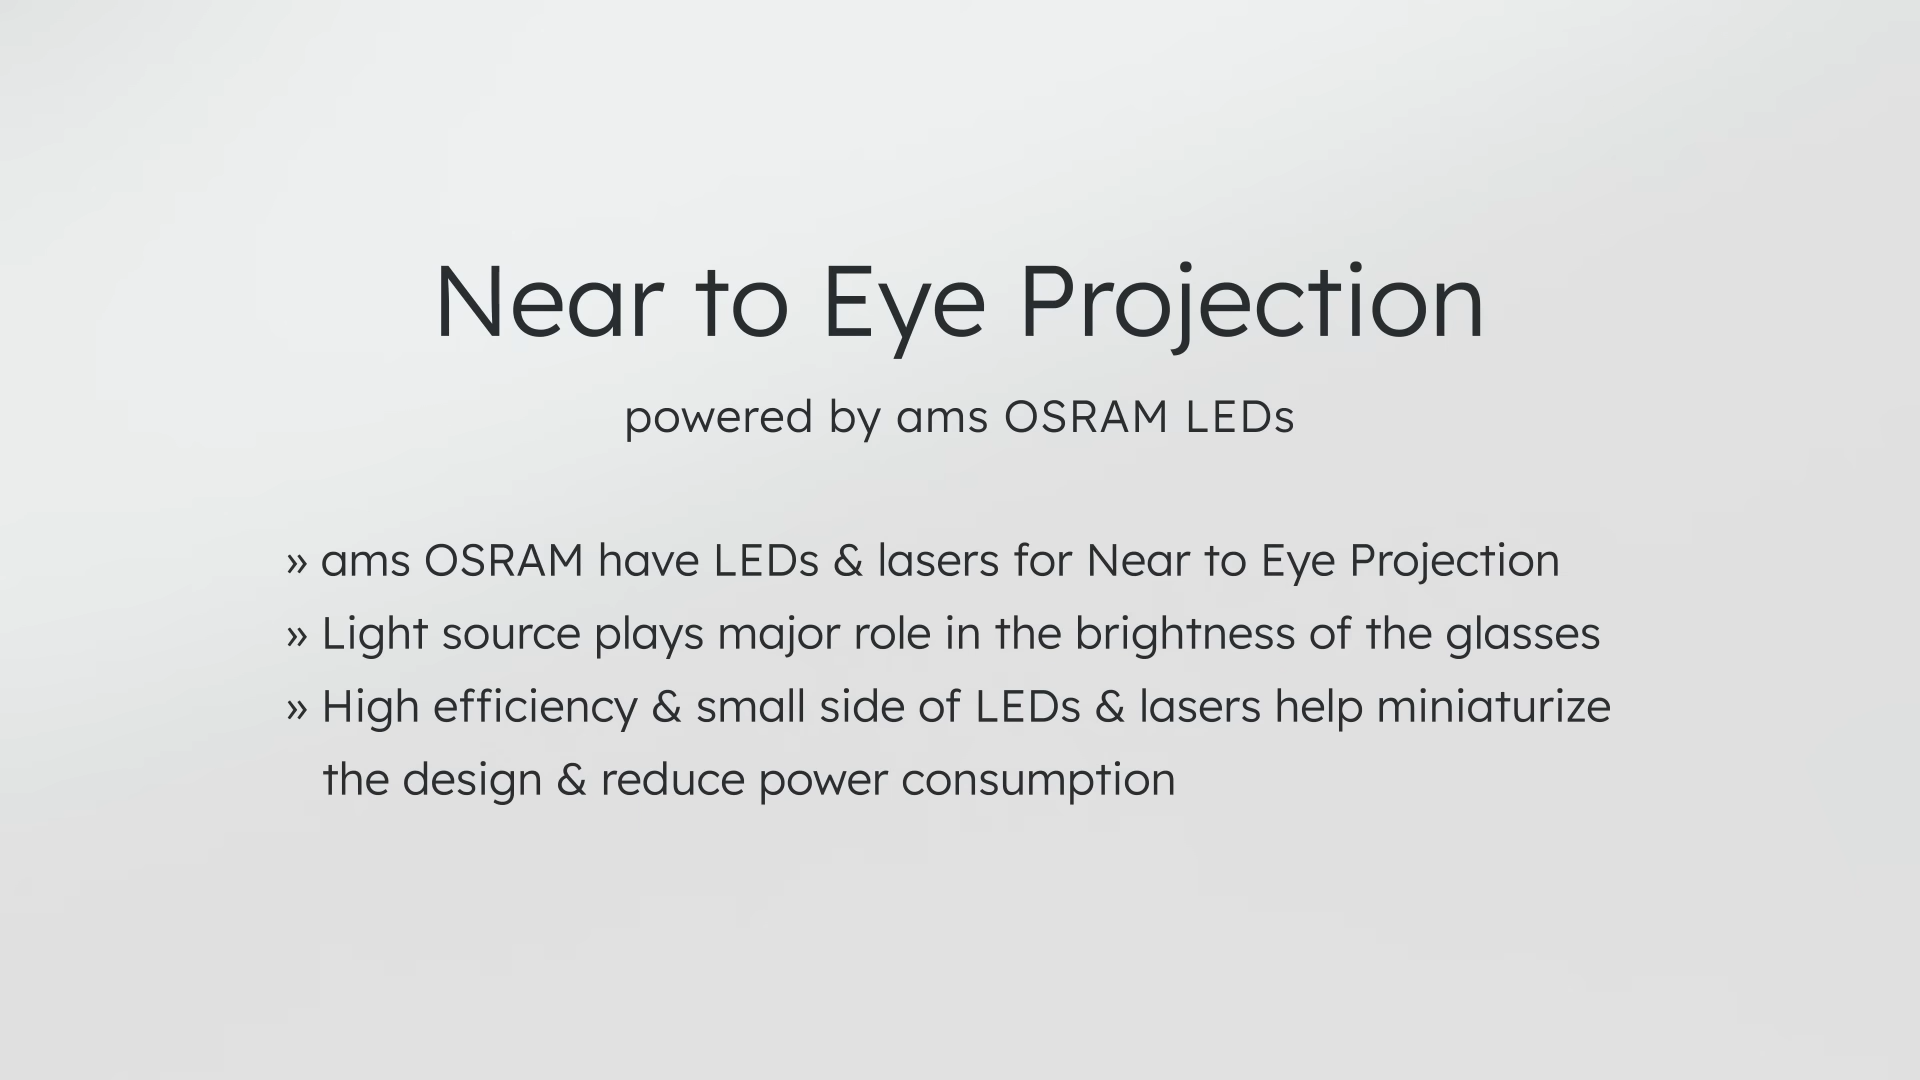 Near to Eye Projection
powered by ams OSRAM LEDs
» ams OSRAM have LEDs & lasers for Near to Eye Projection
» Light source plays major role in the brightness of the glasses
» High efficiency & small side of LEDs & lasers help miniaturize
the design & reduce power consumption